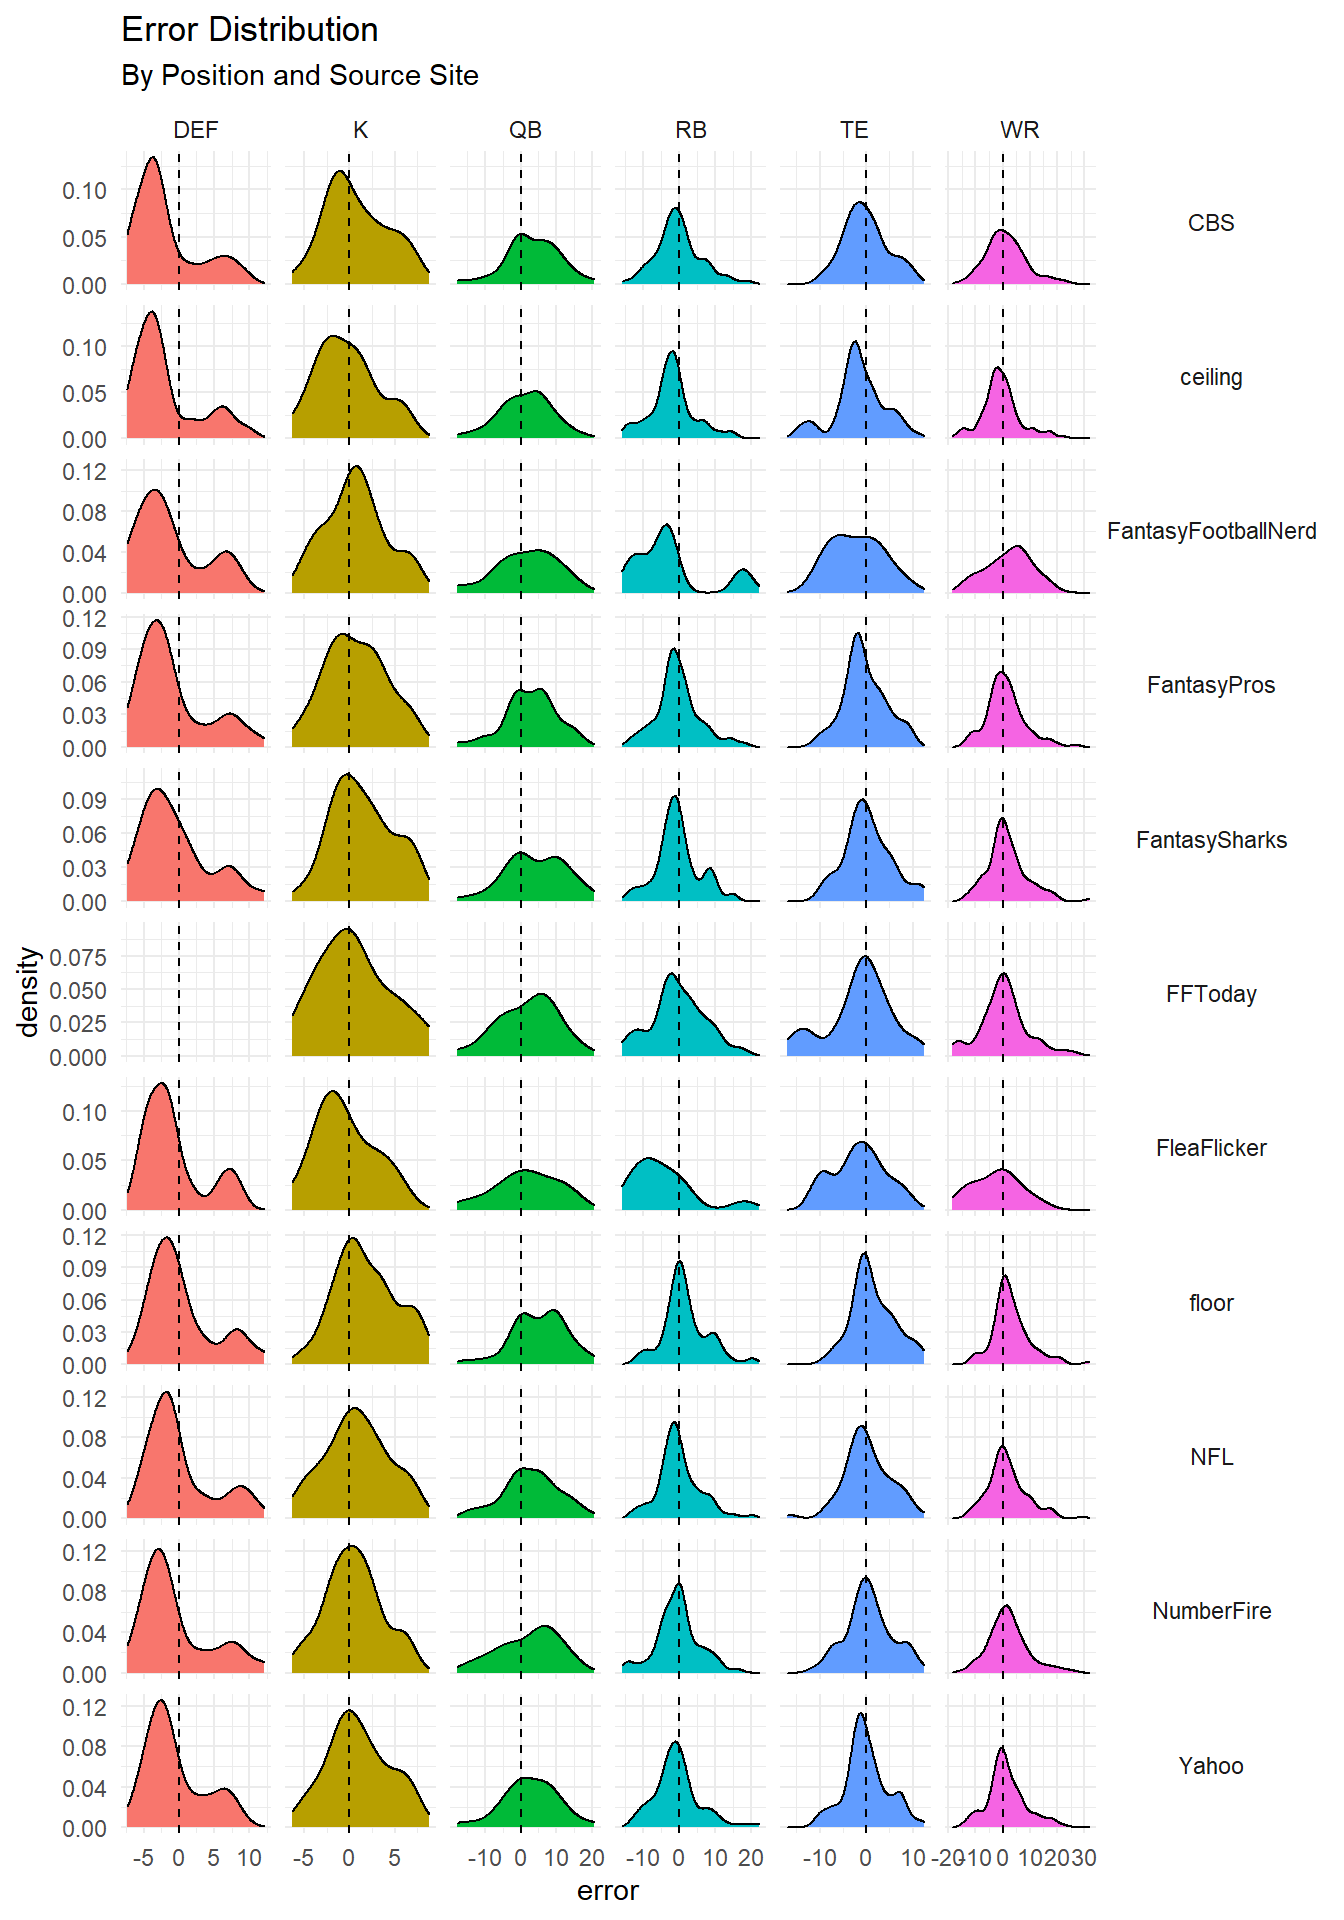 Error Distribution
By Position and Source Site
DEF K QB RB TE WR
0.10
0.05
0.00
CBS
0.10
0.05
0.00
ceiling
0.12
0.08
0.04
0.00
FantasyFootballNerd
0.12
0.09
0.06
0.03
0.00
FantasyPros
0.09
0.06
0.03
0.00
FantasySharks
density
0.075
0.050
0.025
0.000
FFToday
0.10
0.05
0.00
FleaFlicker
0.12
0.09
0.06
0.03
0.00
floor
0.12
0.08
0.04
0.00
NFL
0.12
0.08
0.04
0.00
NumberFire
0.12
0.08
0.04
0.00
Yahoo
-5 0 5 10 -5 0 5 -10 0 10 20 -10 0 10 20 -10 0 10 -20 -10 0 10 20 30
error